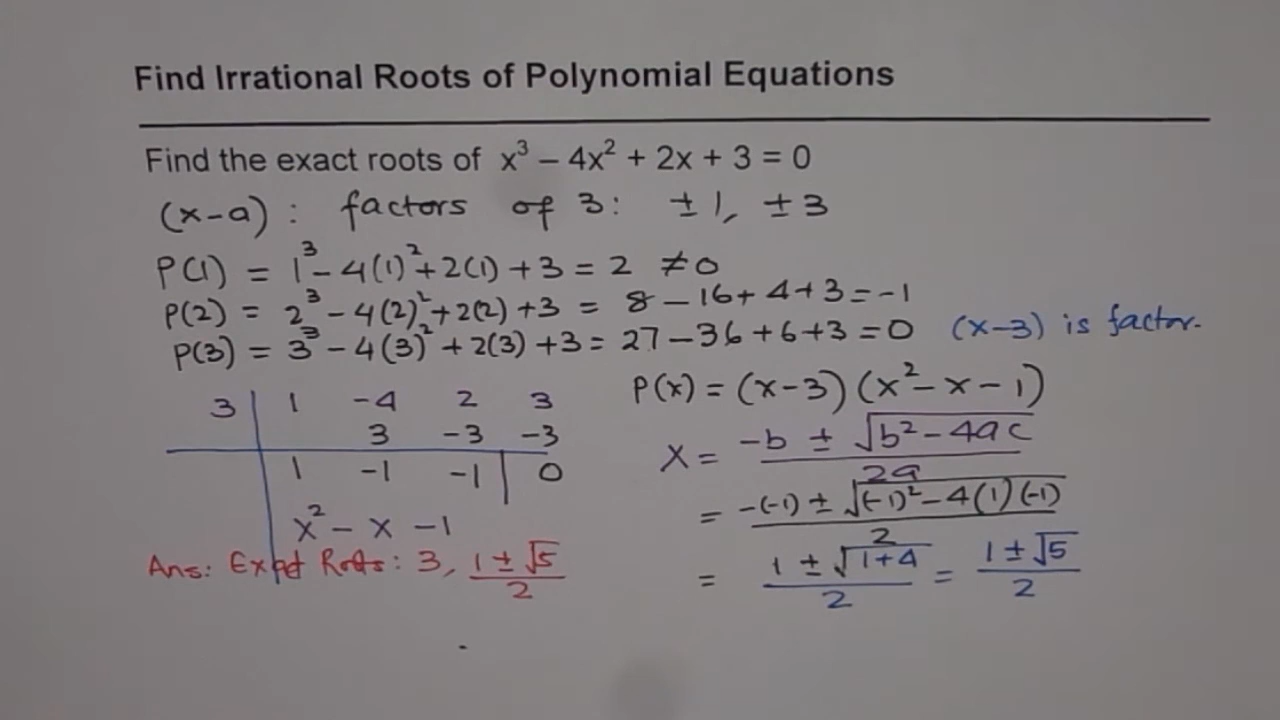 Find Irrational Roots of Polynomial Equations
Find the exact roots of x³ – 4x² + 2x + 3 = 0
(x-a) : factors of 3: ±1, ±3
P(1) = 1³ - 4(1)² + 2(1) + 3 = 2 ≠ 0
P(2) = 2³ - 4(2)² + 2(2) + 3 = 8 - 16 + 4 + 3 = -1
P(3) = 3³ - 4(3)² + 2(3) + 3 = 27 - 36 + 6 + 3 = 0 (x-3) is factor.
3 | 1 -4 2 3
3 -3 -3
1 -1 -1 | 0
x² - x - 1
Ans: Exact Roots: 3, (1 ± √5)/2
P(x) = (x-3)(x² - x - 1)
x = (-b ± √(b² - 4ac))/2a
= (-(-1) ± √((-1)² - 4(1)(-1)))/2
= (1 ± √(1+4))/2 = (1 ± √5)/2